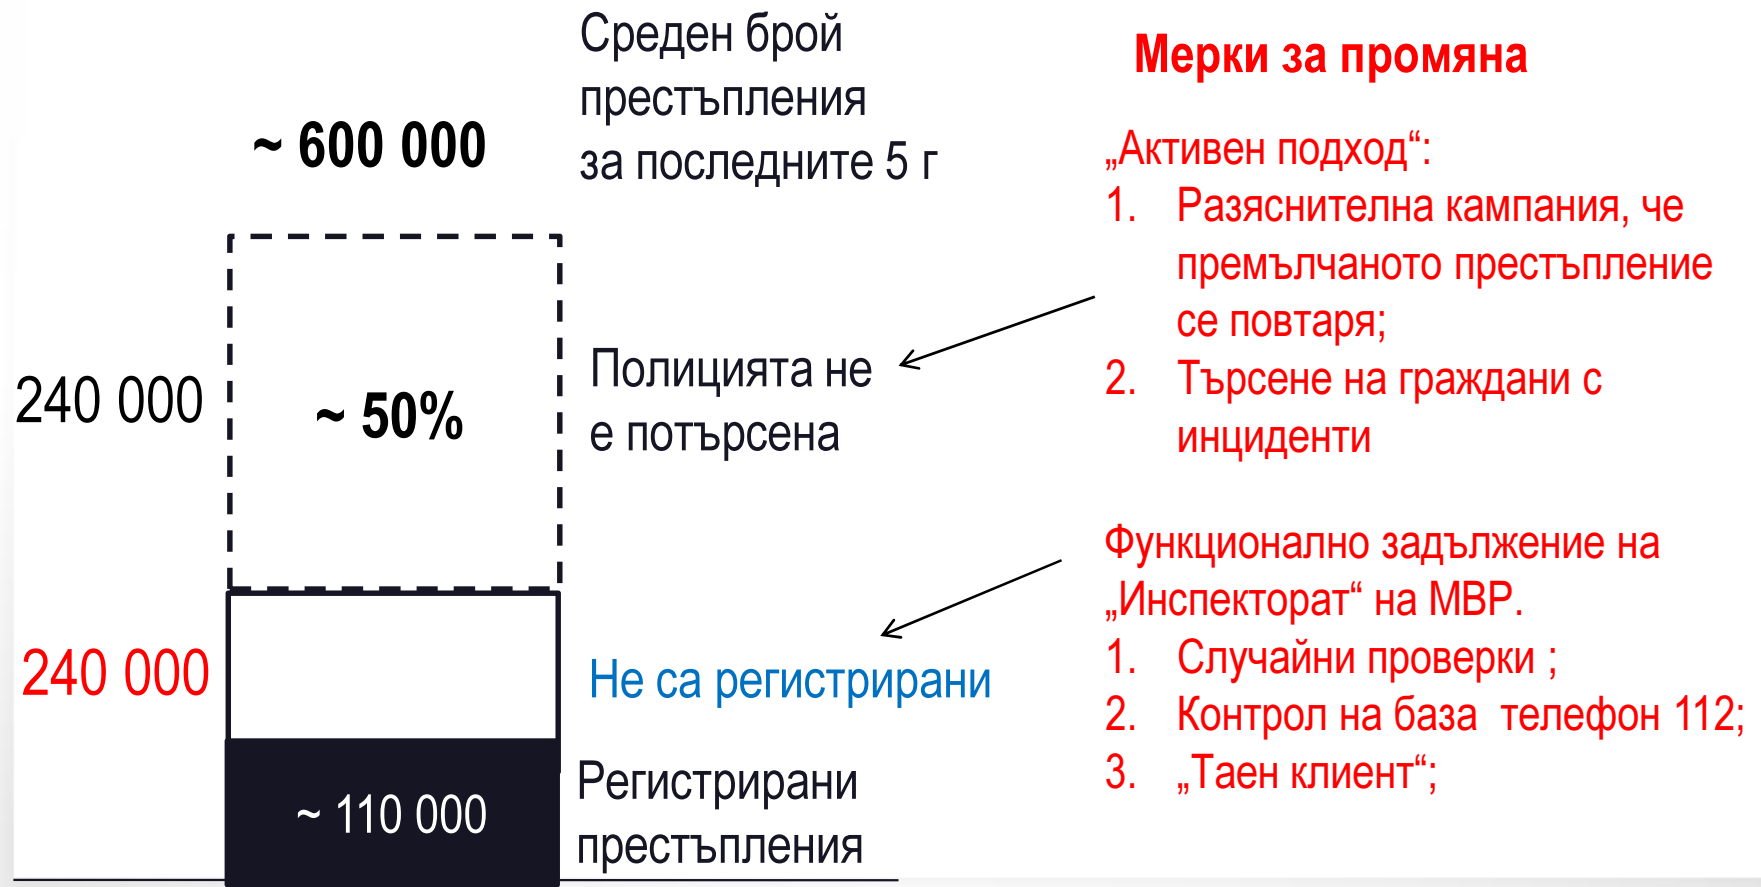 Среден брой
престъпления
за последните 5 г
~ 600 000
240 000
~ 50%
Полицията не
е потърсена
240 000
Не са регистрирани
~ 110 000
Регистрирани
престъпления
Мерки за промяна
„Активен подход“:
1. Разяснителна кампания, че
премълчаното престъпление
се повтаря;
2. Търсене на граждани с
инциденти
Функционално задължение на
„Инспекторат“ на МВР.
1. Случайни проверки ;
2. Контрол на база  телефон 112;
3. „Таен клиент“;